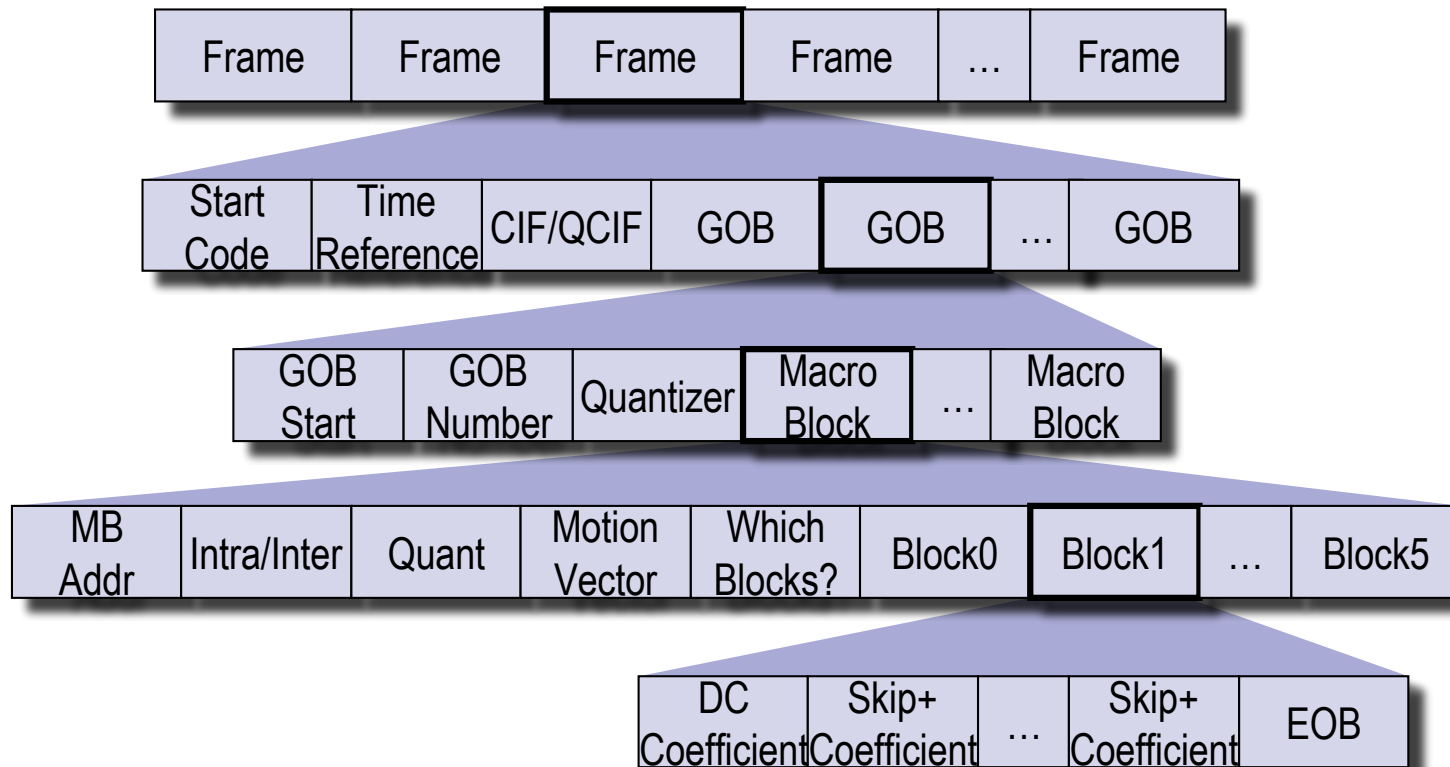 Frame Frame Frame Frame … Frame
Start Code Time Reference CIF/QCIF GOB GOB … GOB
GOB Start GOB Number Quantizer Macro Block … Macro Block
MB Addr Intra/Inter Quant Motion Vector Which Blocks? Block0 Block1 … Block5
DC Coefficient Skip+ Coefficient … Skip+ Coefficient EOB